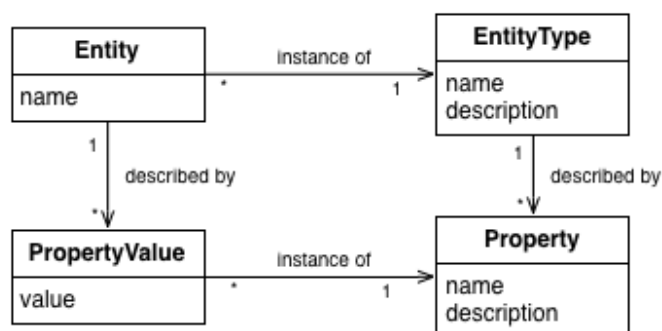 Entity
name
instance of
*
1
EntityType
name
description
1
described by
*
1
described by
*
PropertyValue
value
instance of
*
1
Property
name
description